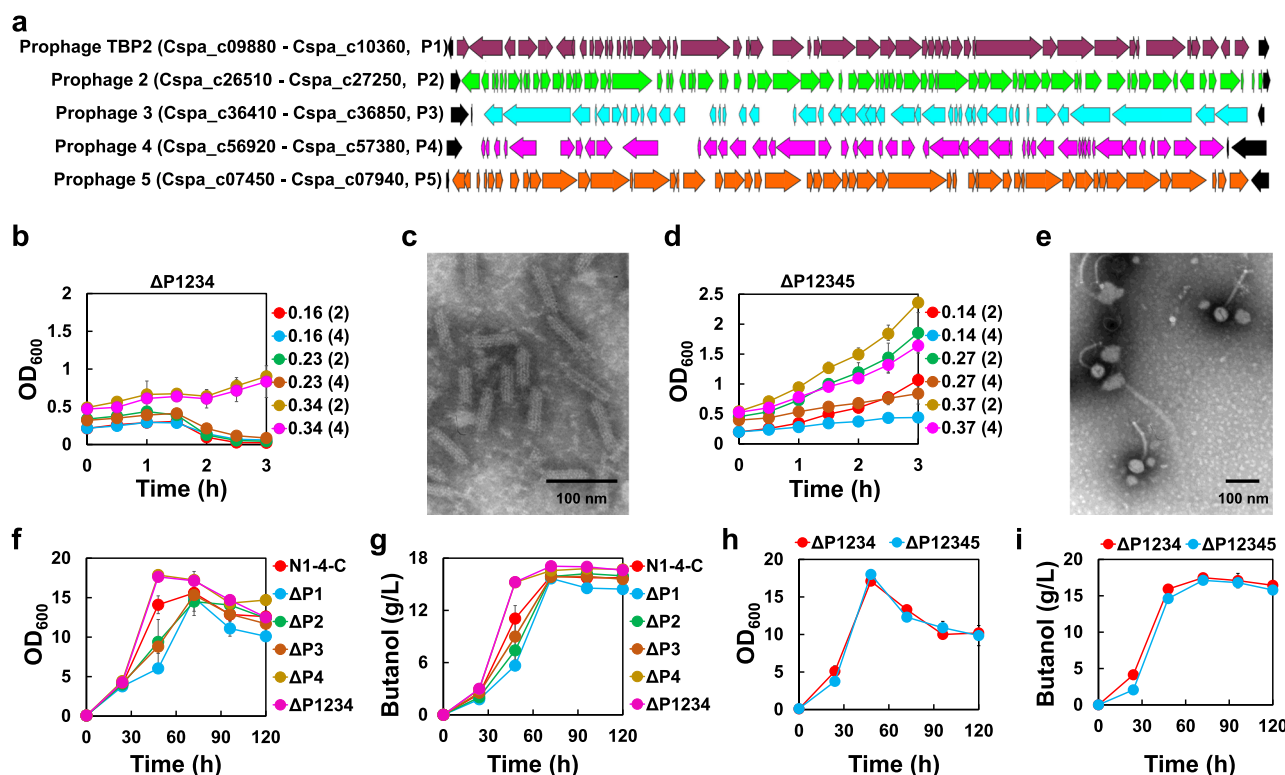 a
Prophage TBP2 (Cspa_c09880 - Cspa_c10360, P1)
Prophage 2 (Cspa_c26510 - Cspa_c27250, P2)
Prophage 3 (Cspa_c36410 - Cspa_c36850, P3)
Prophage 4 (Cspa_c56920 - Cspa_c57380, P4)
Prophage 5 (Cspa_c07450 - Cspa_c07940, P5)
b
ΔP1234
2
1.5
1
0.5
0
OD600
0 1 2 3
Time (h)
0.16 (2)
0.16 (4)
0.23 (2)
0.23 (4)
0.34 (2)
0.34 (4)
c
100 nm
d
ΔP12345
2.5
2
1.5
1
0.5
0
OD600
0 1 2 3
Time (h)
0.14 (2)
0.14 (4)
0.27 (2)
0.27 (4)
0.37 (2)
0.37 (4)
e
100 nm
f
20
15
10
5
0
OD600
0 30 60 90 120
Time (h)
N1-4-C
ΔP1
ΔP2
ΔP3
ΔP4
ΔP1234
g
18
12
6
0
Butanol (g/L)
0 30 60 90 120
Time (h)
N1-4-C
ΔP1
ΔP2
ΔP3
ΔP4
ΔP1234
h
ΔP1234 ΔP12345
20
15
10
5
0
OD600
0 30 60 90 120
Time (h)
i
ΔP1234 ΔP12345
20
15
10
5
0
Butanol (g/L)
0 30 60 90 120
Time (h)